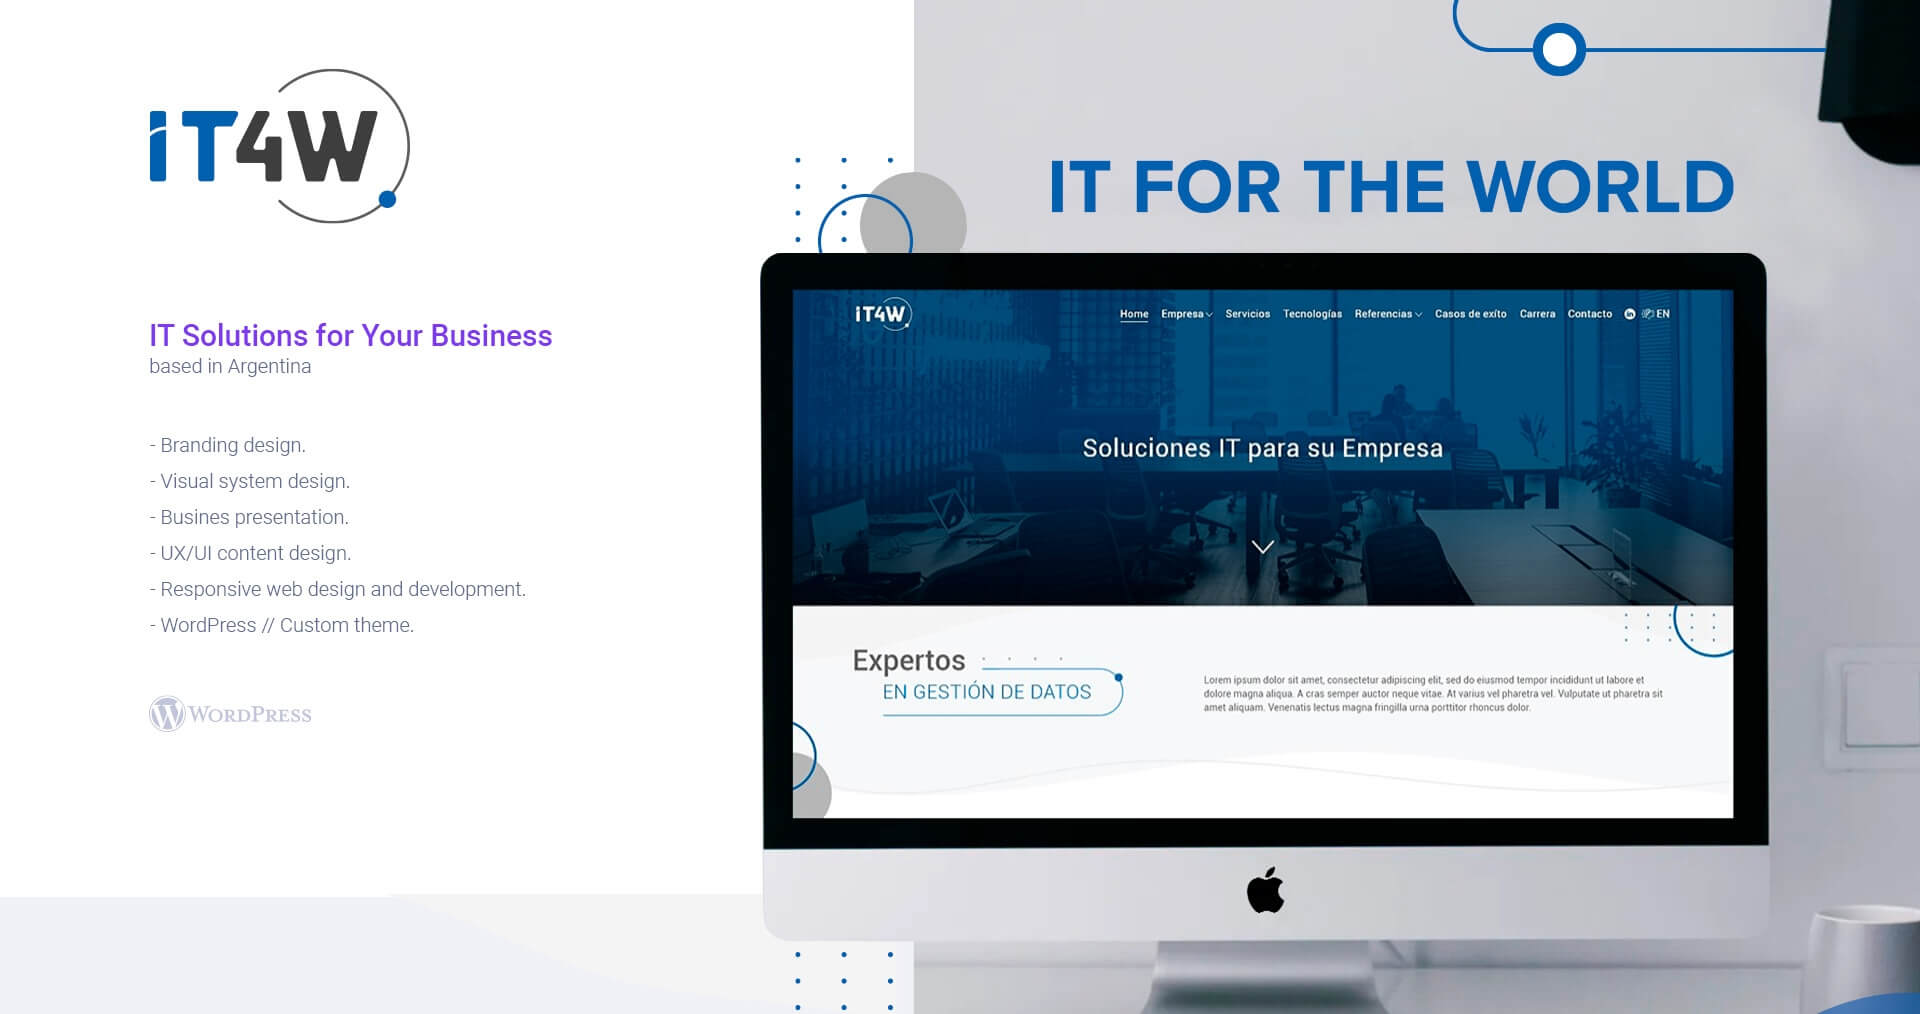 iT4W
IT Solutions for Your Business
based in Argentina
- Branding design.
- Visual system design.
- Busines presentation.
- UX/UI content design.
- Responsive web design and development.
- WordPress // Custom theme.
WORDPRESS
IT FOR THE WORLD
iT4W
Home Empresa Servicios Tecnologías Referencias Casos de exíto Carrera Contacto in EN
Soluciones IT para su Empresa
Expertos
EN GESTIÓN DE DATOS
Lorem ipsum dolor sit amet, consectetur adipiscing elit, sed do eiusmod tempor incididunt ut labore et
dolore magna aliqua. A cras semper auctor neque vitae. At varius vel pharetra vel. Vulputate ut pharetra sit
amet aliquam. Venenatis lectus magna fringilla urna porttitor rhoncus dolor.